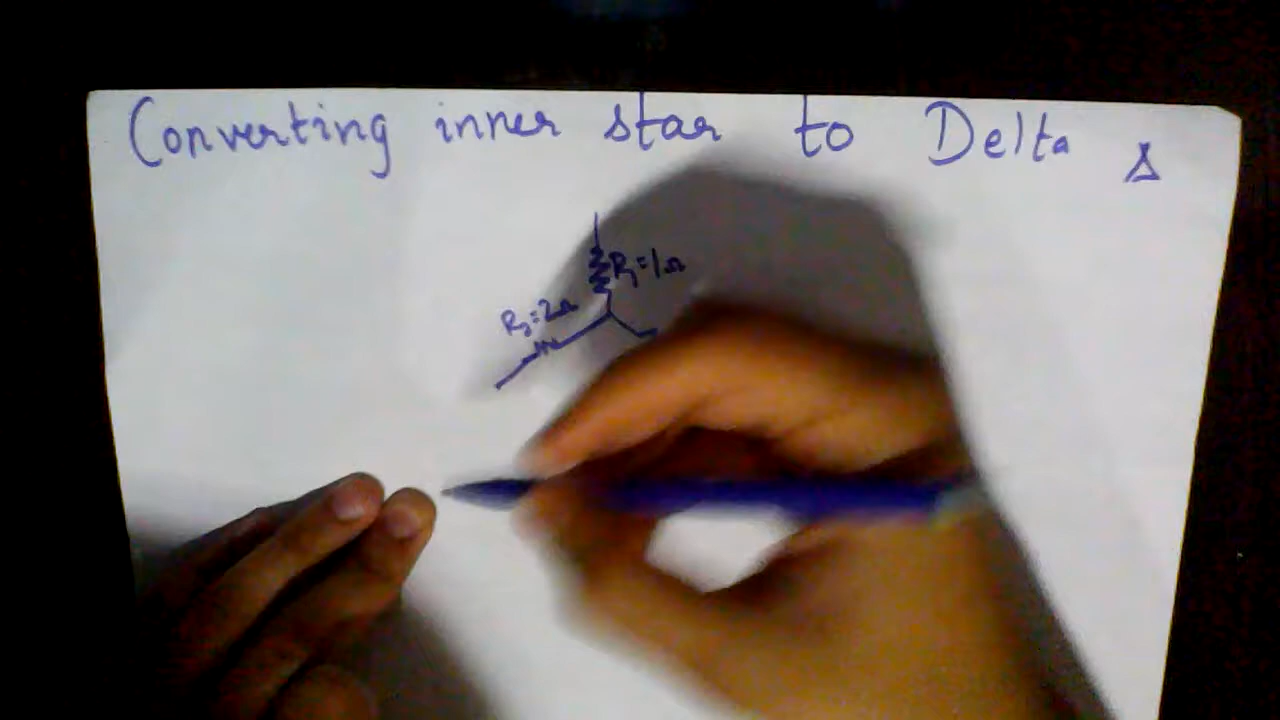 Converting inner star to Delta Δ
R₁=1Ω
R₃=2Ω